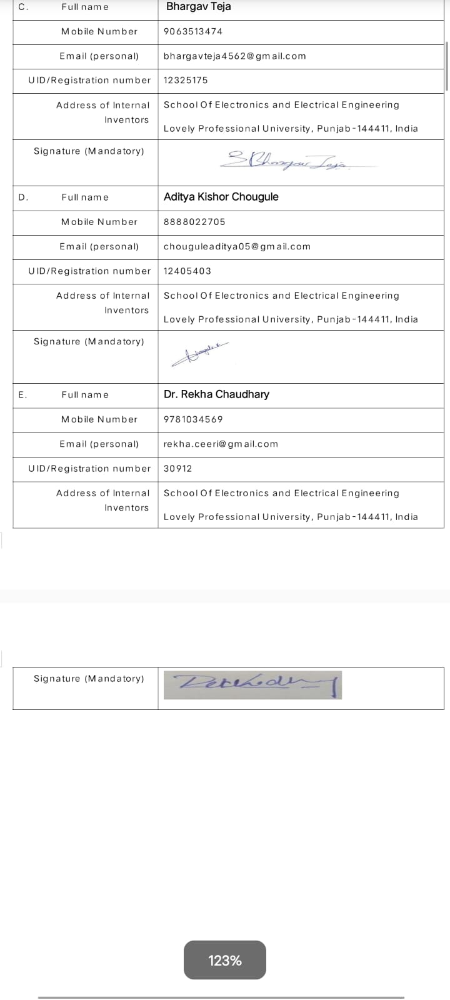 C. Full name Bhargav Teja
Mobile Number 9063513474
Email (personal) bhargavteja4562@gmail.com
UID/Registration number 12325175
Address of Internal Inventors School Of Electronics and Electrical Engineering
Lovely Professional University, Punjab-144411, India
Signature (Mandatory) S Bhargav Teja
D. Full name Aditya Kishor Chougule
Mobile Number 8888022705
Email (personal) chouguleaditya05@gmail.com
UID/Registration number 12405403
Address of Internal Inventors School Of Electronics and Electrical Engineering
Lovely Professional University, Punjab-144411, India
Signature (Mandatory)
E. Full name Dr. Rekha Chaudhary
Mobile Number 9781034569
Email (personal) rekha.ceeri@gmail.com
UID/Registration number 30912
Address of Internal Inventors School Of Electronics and Electrical Engineering
Lovely Professional University, Punjab-144411, India
Signature (Mandatory)
123%